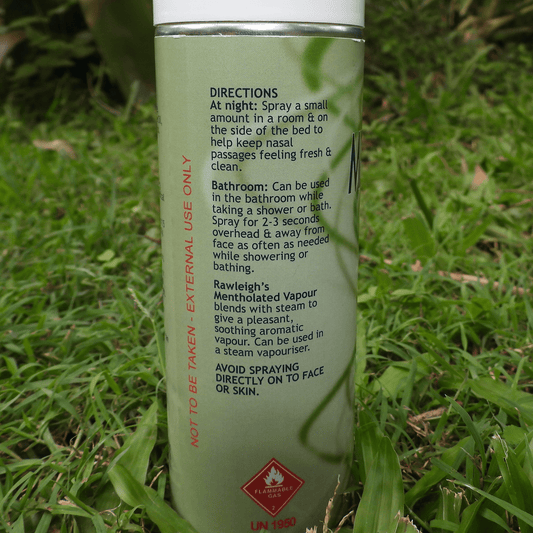 DIRECTIONS
At night: Spray a small
amount in a room & on
the side of the bed to
help keep nasal
passages feeling fresh &
clean.
Bathroom: Can be used
in the bathroom while
taking a shower or bath.
Spray for 2-3 seconds
overhead & away from
face as often as needed
while showering or
bathing.
Rawleigh's
Mentholated Vapour
blends with steam to
give a pleasant,
soothing aromatic
vapour. Can be used in
a steam vapouriser.
AVOID SPRAYING
DIRECTLY ON TO FACE
OR SKIN.
NOT TO BE TAKEN - EXTERNAL USE ONLY
FLAMMABLE
GAS
2
UN 1950